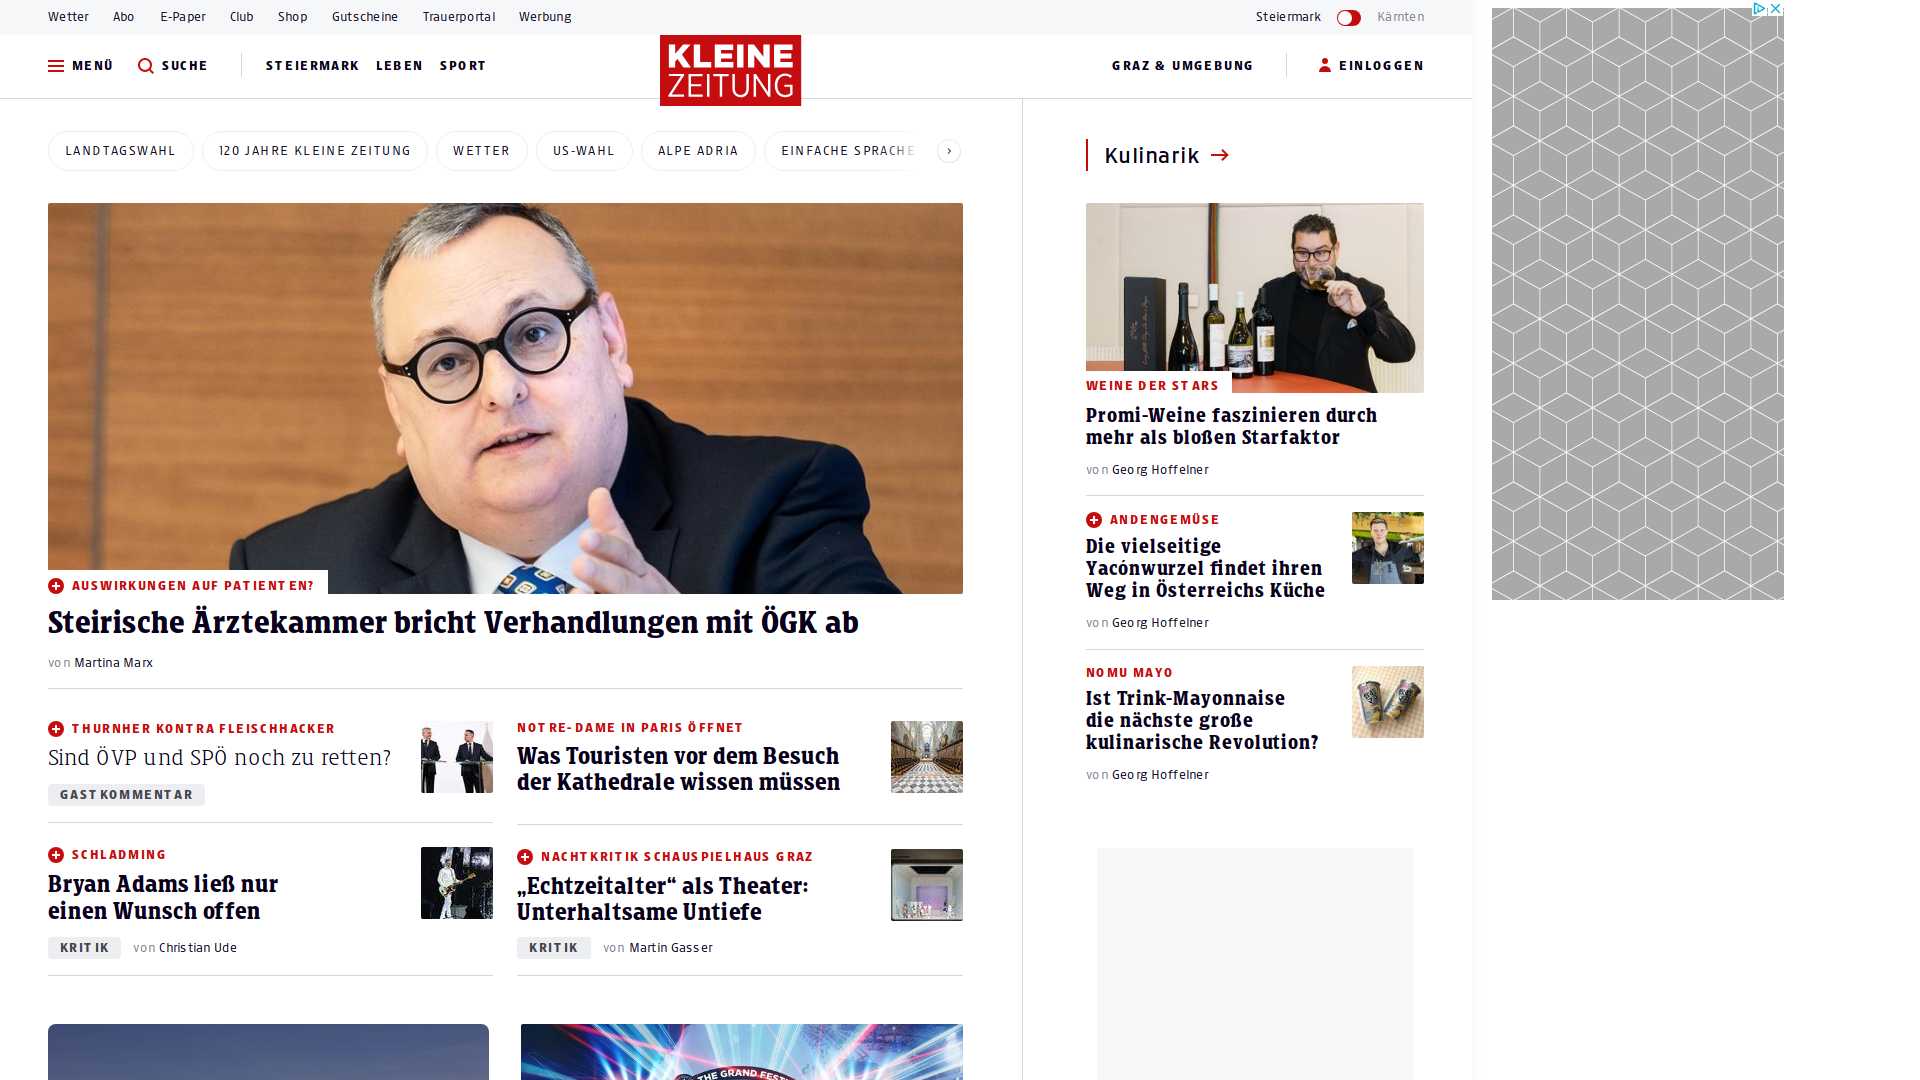 Wetter Abo E-Paper Club Shop Gutscheine Trauerportal Werbung Steiermark Kärnten
MENÜ SUCHE STEIERMARK LEBEN SPORT KLEINE ZEITUNG GRAZ & UMGEBUNG EINLOGGEN
LANDTAGSWAHL 120 JAHRE KLEINE ZEITUNG WETTER US-WAHL ALPE ADRIA EINFACHE SPRACHE
AUSWIRKUNGEN AUF PATIENTEN?
Steirische Ärztekammer bricht Verhandlungen mit ÖGK ab
von Martina Marx
THURNHER KONTRA FLEISCHHACKER
Sind ÖVP und SPÖ noch zu retten?
GASTKOMMENTAR
NOTRE-DAME IN PARIS ÖFFNET
Was Touristen vor dem Besuch
der Kathedrale wissen müssen
SCHLADMING
Bryan Adams ließ nur
einen Wunsch offen
KRITIK von Christian Ude
NACHTKRITIK SCHAUSPIELHAUS GRAZ
„Echtzeitalter“ als Theater:
Unterhaltsame Untiefe
KRITIK von Martin Gasser
THE GRAND FEST
Kulinarik
WEINE DER STARS
Promi-Weine faszinieren durch
mehr als bloßen Starfaktor
von Georg Hoffelner
ANDENGEMÜSE
Die vielseitige
Yacónwurzel findet ihren
Weg in Österreichs Küche
von Georg Hoffelner
NOMU MAYO
Ist Trink-Mayonnaise
die nächste große
kulinarische Revolution?
von Georg Hoffelner